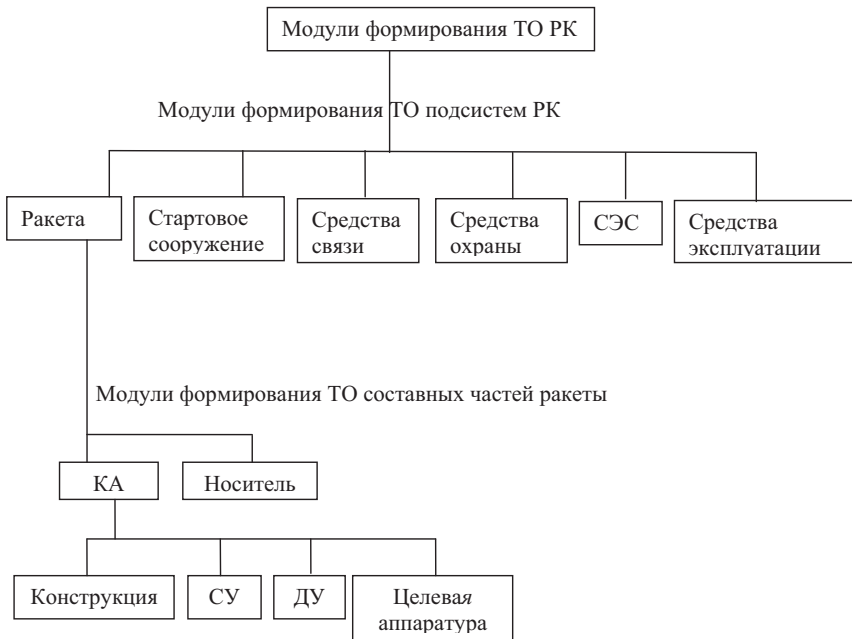 Модули формирования ТО РК
Модули формирования ТО подсистем РК
Ракета
Стартовое
сооружение
Средства
связи
Средства
охраны
СЭС
Средства
эксплуатации
Модули формирования ТО составных частей ракеты
КА
Носитель
Конструкция
СУ
ДУ
Целевая
аппаратура